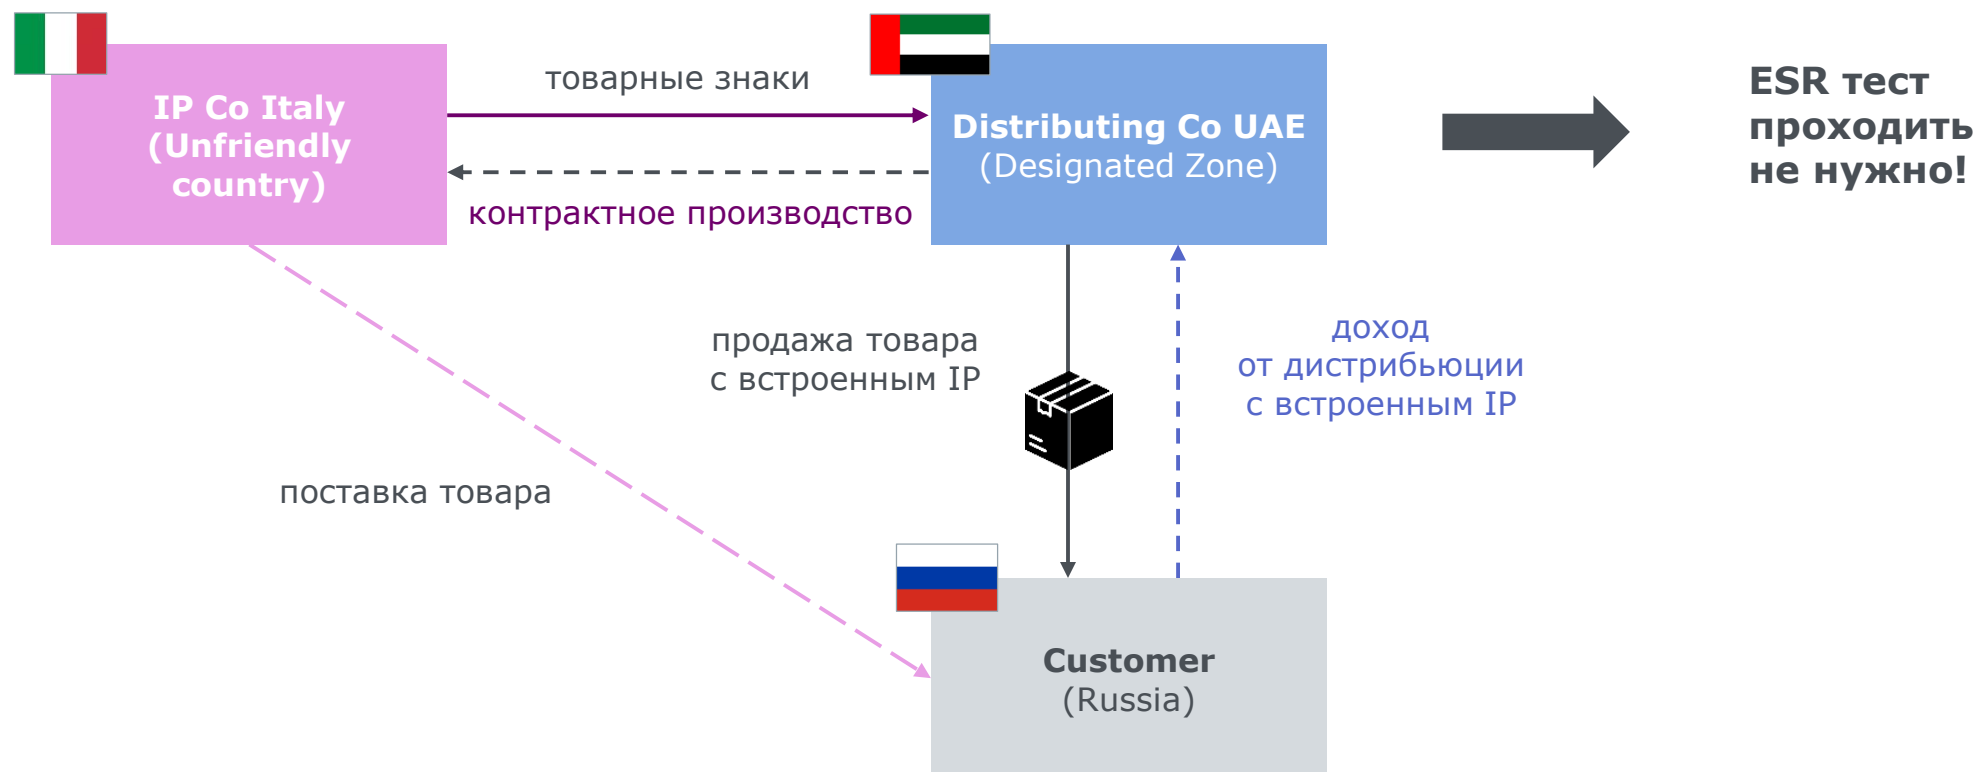 IP Co Italy
(Unfriendly
country)
товарные знаки
контрактное производство
Distributing Co UAE
(Designated Zone)
ESR тест
проходить
не нужно!
продажа товара
с встроенным IP
доход
от дистрибьюции
с встроенным IP
поставка товара
Customer
(Russia)